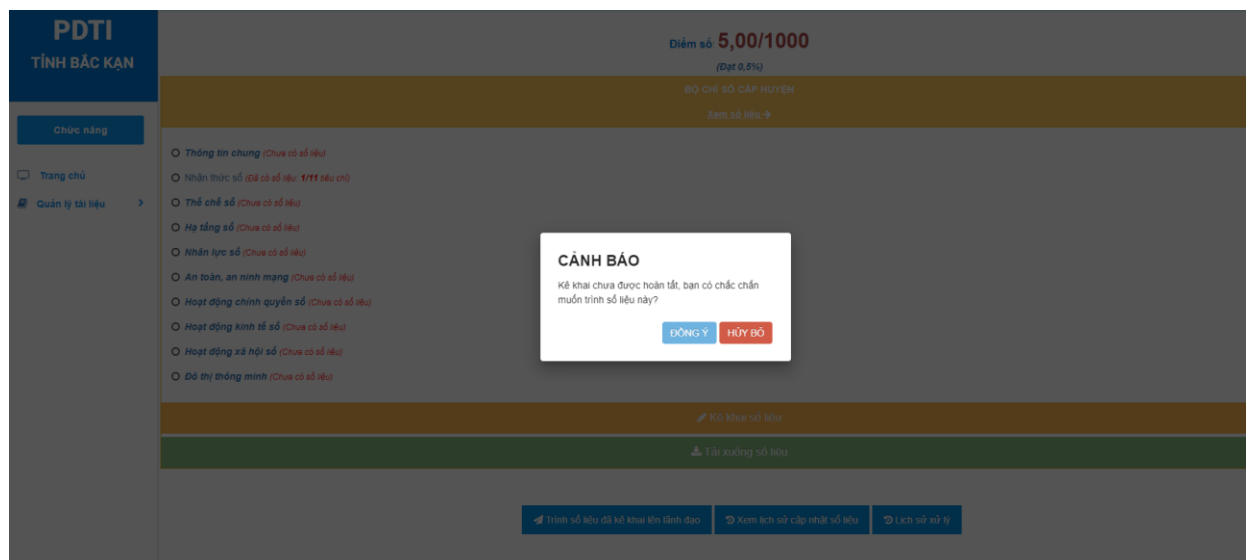 PDTI
TỈNH BẮC KẠN
Chức năng
Trang chủ
Quản lý tài liệu
Điểm số: 5,00/1000
(Đạt 0,5%)
BỘ CHỈ SỐ CẤP HUYỆN
Xem số liệu
Thông tin chung (Chưa có số liệu)
Nhận thức số (Đã có số liệu: 1/11 tiêu chí)
Thể chế số (Chưa có số liệu)
Hạ tầng số (Chưa có số liệu)
Nhân lực số (Chưa có số liệu)
An toàn, an ninh mạng (Chưa có số liệu)
Hoạt động chính quyền số (Chưa có số liệu)
Hoạt động kinh tế số (Chưa có số liệu)
Hoạt động xã hội số (Chưa có số liệu)
Đô thị thông minh (Chưa có số liệu)
CẢNH BÁO
Kê khai chưa được hoàn tất, bạn có chắc chắn
muốn trình số liệu này?
ĐỒNG Ý HỦY BỎ
Kê khai số liệu
Tải xuống số liệu
Trình số liệu đã kê khai lên lãnh đạo Xem lịch sử cập nhật số liệu Lịch sử xử lý